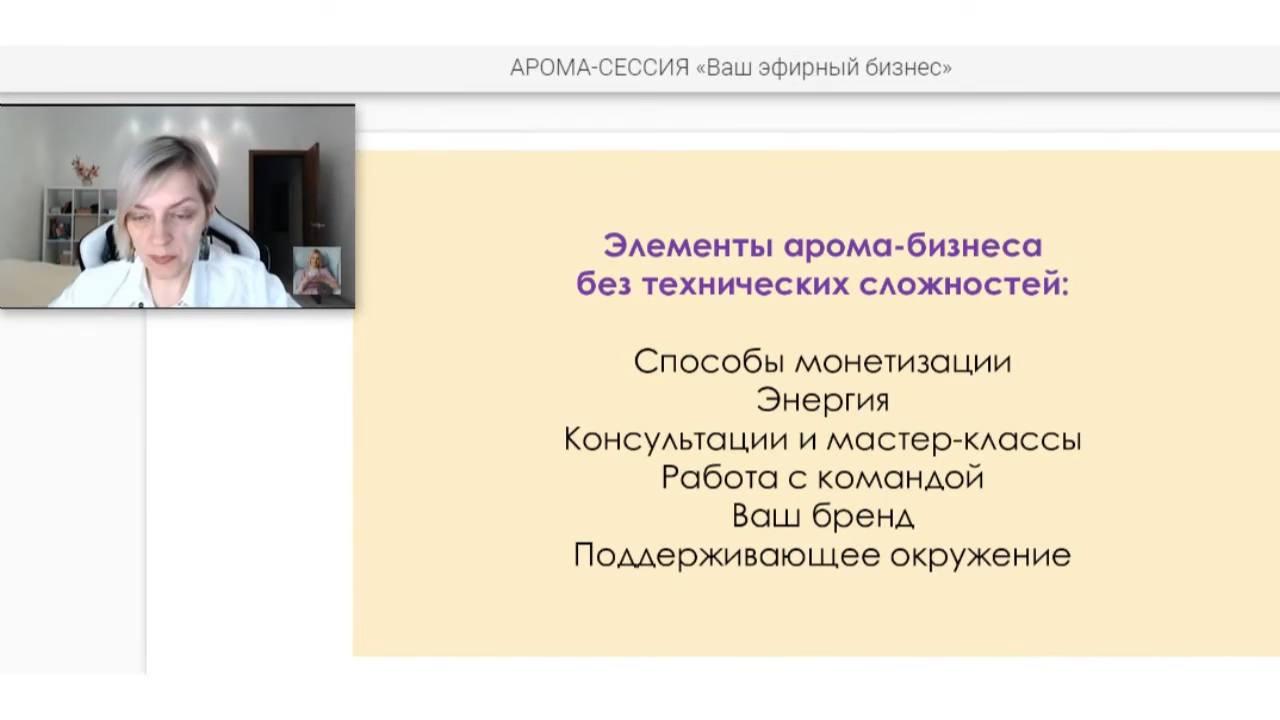 АРОМА-СЕССИЯ «Ваш эфирный бизнес»
Элементы арома-бизнеса
без технических сложностей:
Способы монетизации
Энергия
Консультации и мастер-классы
Работа с командой
Ваш бренд
Поддерживающее окружение